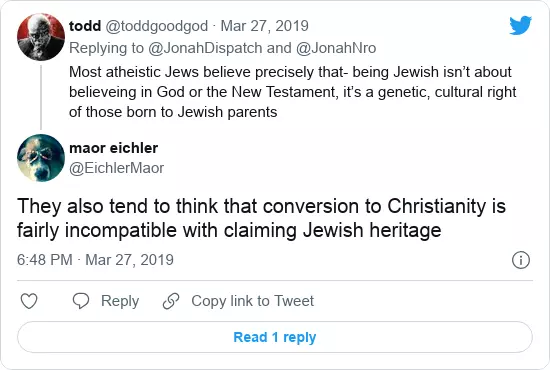 todd @toddgoodgod · Mar 27, 2019
Replying to @JonahDispatch and @JonahNro
Most atheistic Jews believe precisely that- being Jewish isn't about
believeing in God or the New Testament, it's a genetic, cultural right
of those born to Jewish parents
maor eichler
@EichlerMaor
They also tend to think that conversion to Christianity is
fairly incompatible with claiming Jewish heritage
6:48 PM · Mar 27, 2019
Reply Copy link to Tweet
Read 1 reply